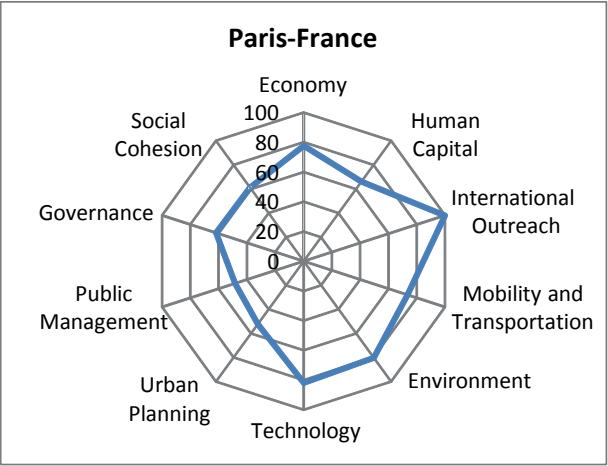 Paris-France
Economy
Human
Capital
International
Outreach
Mobility and
Transportation
Environment
Technology
Urban
Planning
Public
Management
Governance
Social
Cohesion
100
80
60
40
20
0